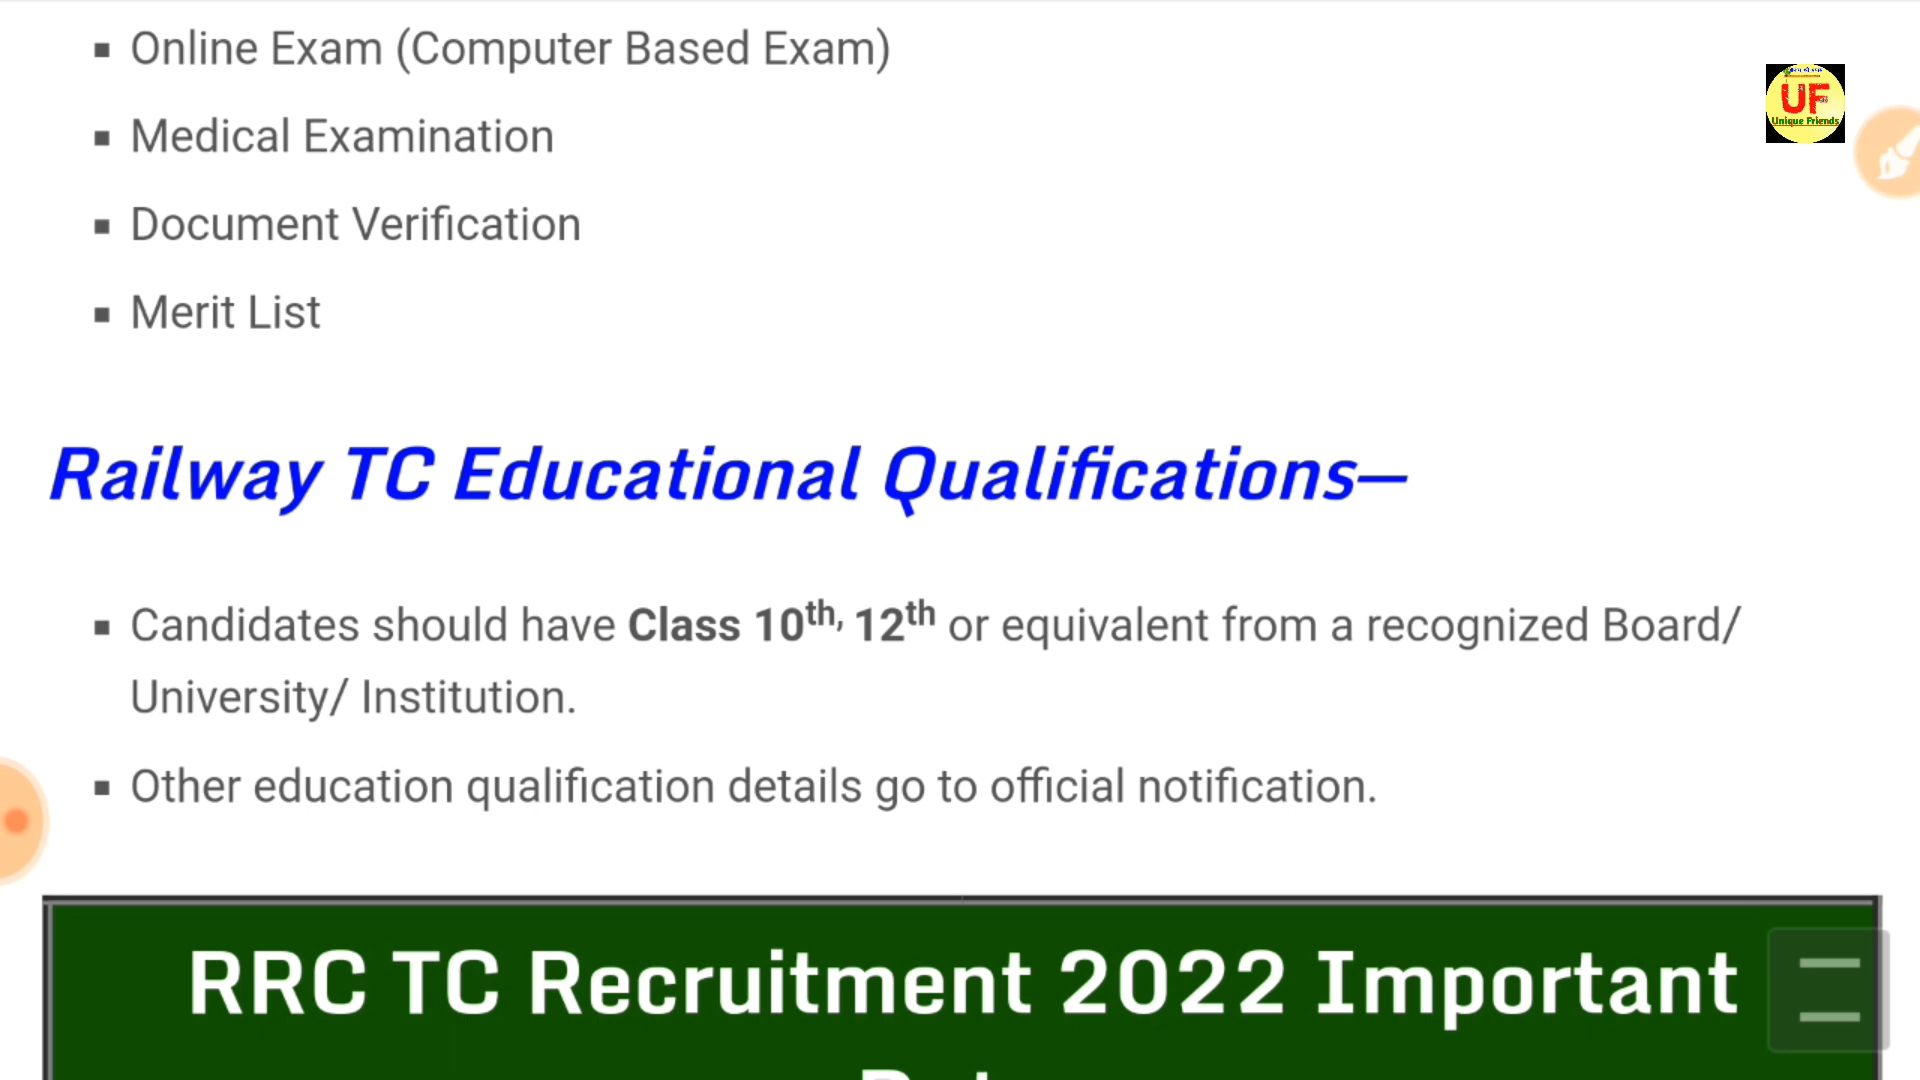 Online Exam (Computer Based Exam)
UF
Unique Friends
Medical Examination
Document Verification
Merit List
Railway TC Educational Qualifications—
Candidates should have Class 10th, 12th or equivalent from a recognized Board/
University/ Institution.
Other education qualification details go to official notification.
RRC TC Recruitment 2022 Important